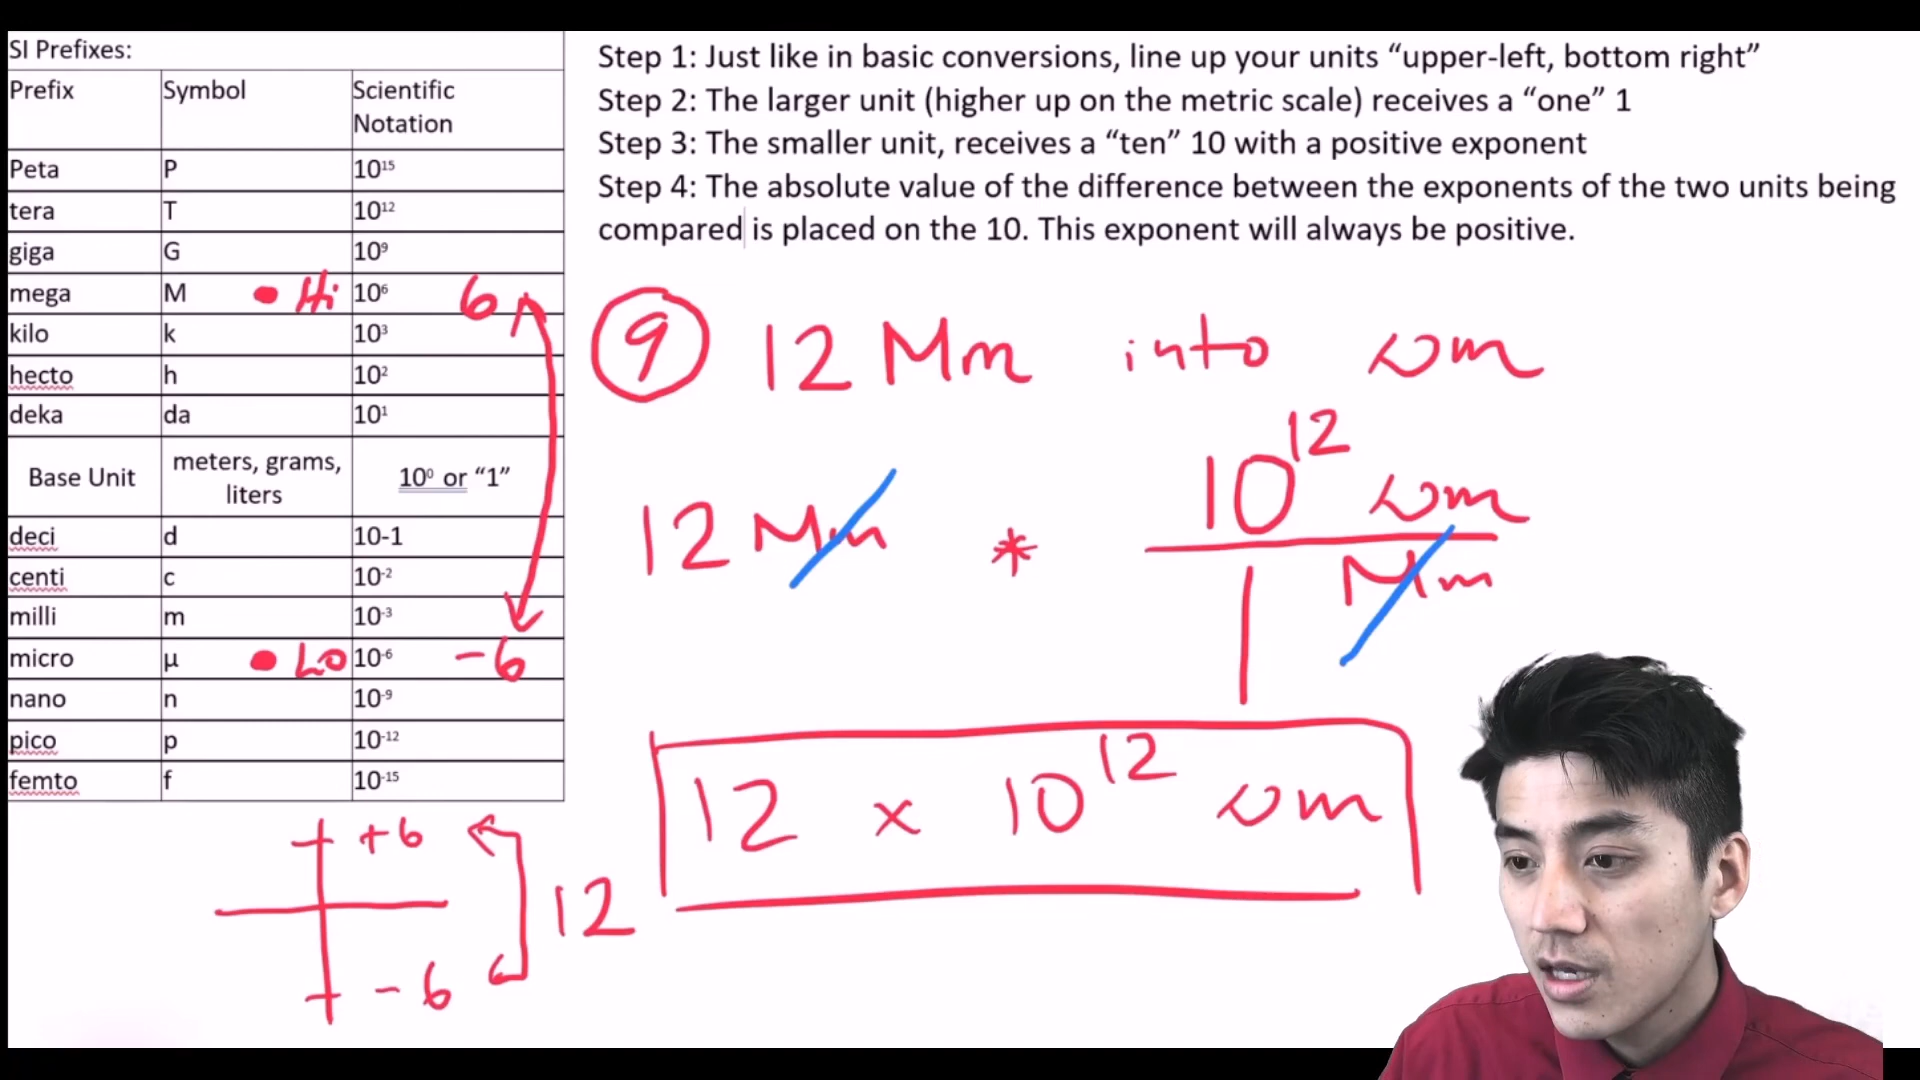 SI Prefixes:
Prefix Symbol Scientific Notation
Peta P 10¹⁵
tera T 10¹²
giga G 10⁹
mega M Hi 10⁶ 6
kilo k 10³
hecto h 10²
deka da 10¹
Base Unit meters, grams, liters 10⁰ or “1”
deci d 10-1
centi c 10⁻²
milli m 10⁻³
micro μ Lo 10⁻⁶ -6
nano n 10⁻⁹
pico p 10⁻¹²
femto f 10⁻¹⁵
+6
12
-6
Step 1: Just like in basic conversions, line up your units “upper-left, bottom right”
Step 2: The larger unit (higher up on the metric scale) receives a “one” 1
Step 3: The smaller unit, receives a “ten” 10 with a positive exponent
Step 4: The absolute value of the difference between the exponents of the two units being
compared is placed on the 10. This exponent will always be positive.
9 12 Mm into μm
10¹² μm
12 Mm *
1 Mm
12 x 10¹² μm